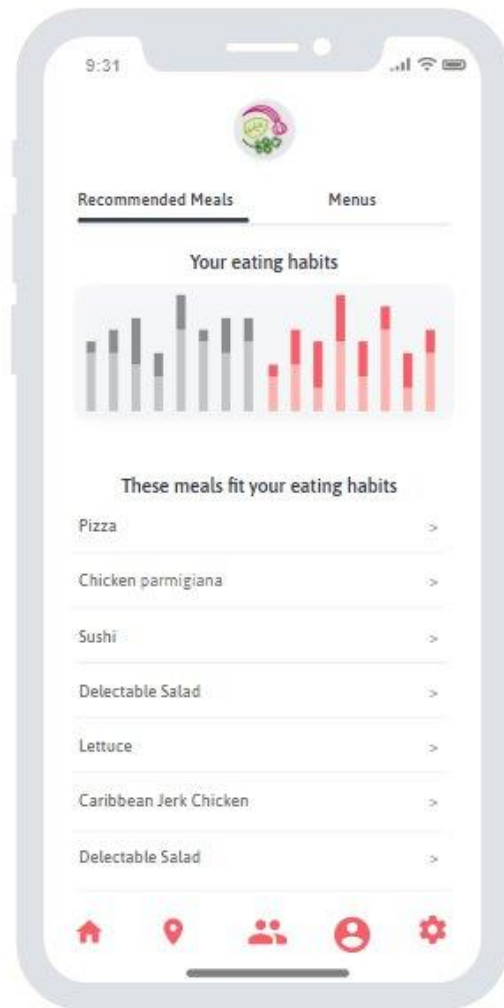 9:31
Recommended Meals
Menus
Your eating habits
These meals fit your eating habits
Pizza >
Chicken parmigiana >
Sushi >
Delectable Salad >
Lettuce >
Caribbean Jerk Chicken >
Delectable Salad >